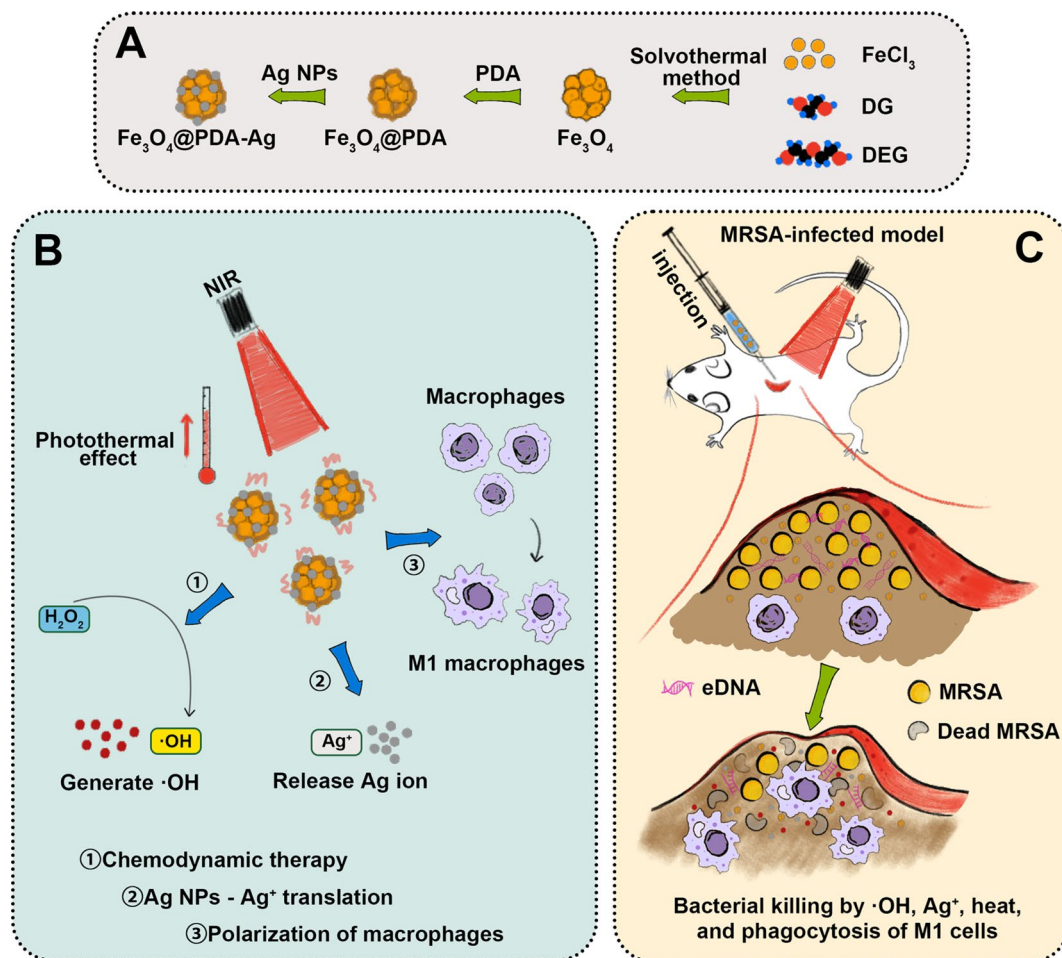 A
Ag NPs
PDA
Solvothermal
method
FeCl₃
DG
DEG
Fe₃O₄@PDA-Ag
Fe₃O₄@PDA
Fe₃O₄
B
NIR
Photothermal
effect
Macrophages
①
③
H₂O₂
M1 macrophages
②
·OH
Ag⁺
Generate ·OH
Release Ag ion
①Chemodynamic therapy
②Ag NPs - Ag⁺ translation
③Polarization of macrophages
MRSA-infected model
C
injection
eDNA
MRSA
Dead MRSA
Bacterial killing by ·OH, Ag⁺, heat,
and phagocytosis of M1 cells